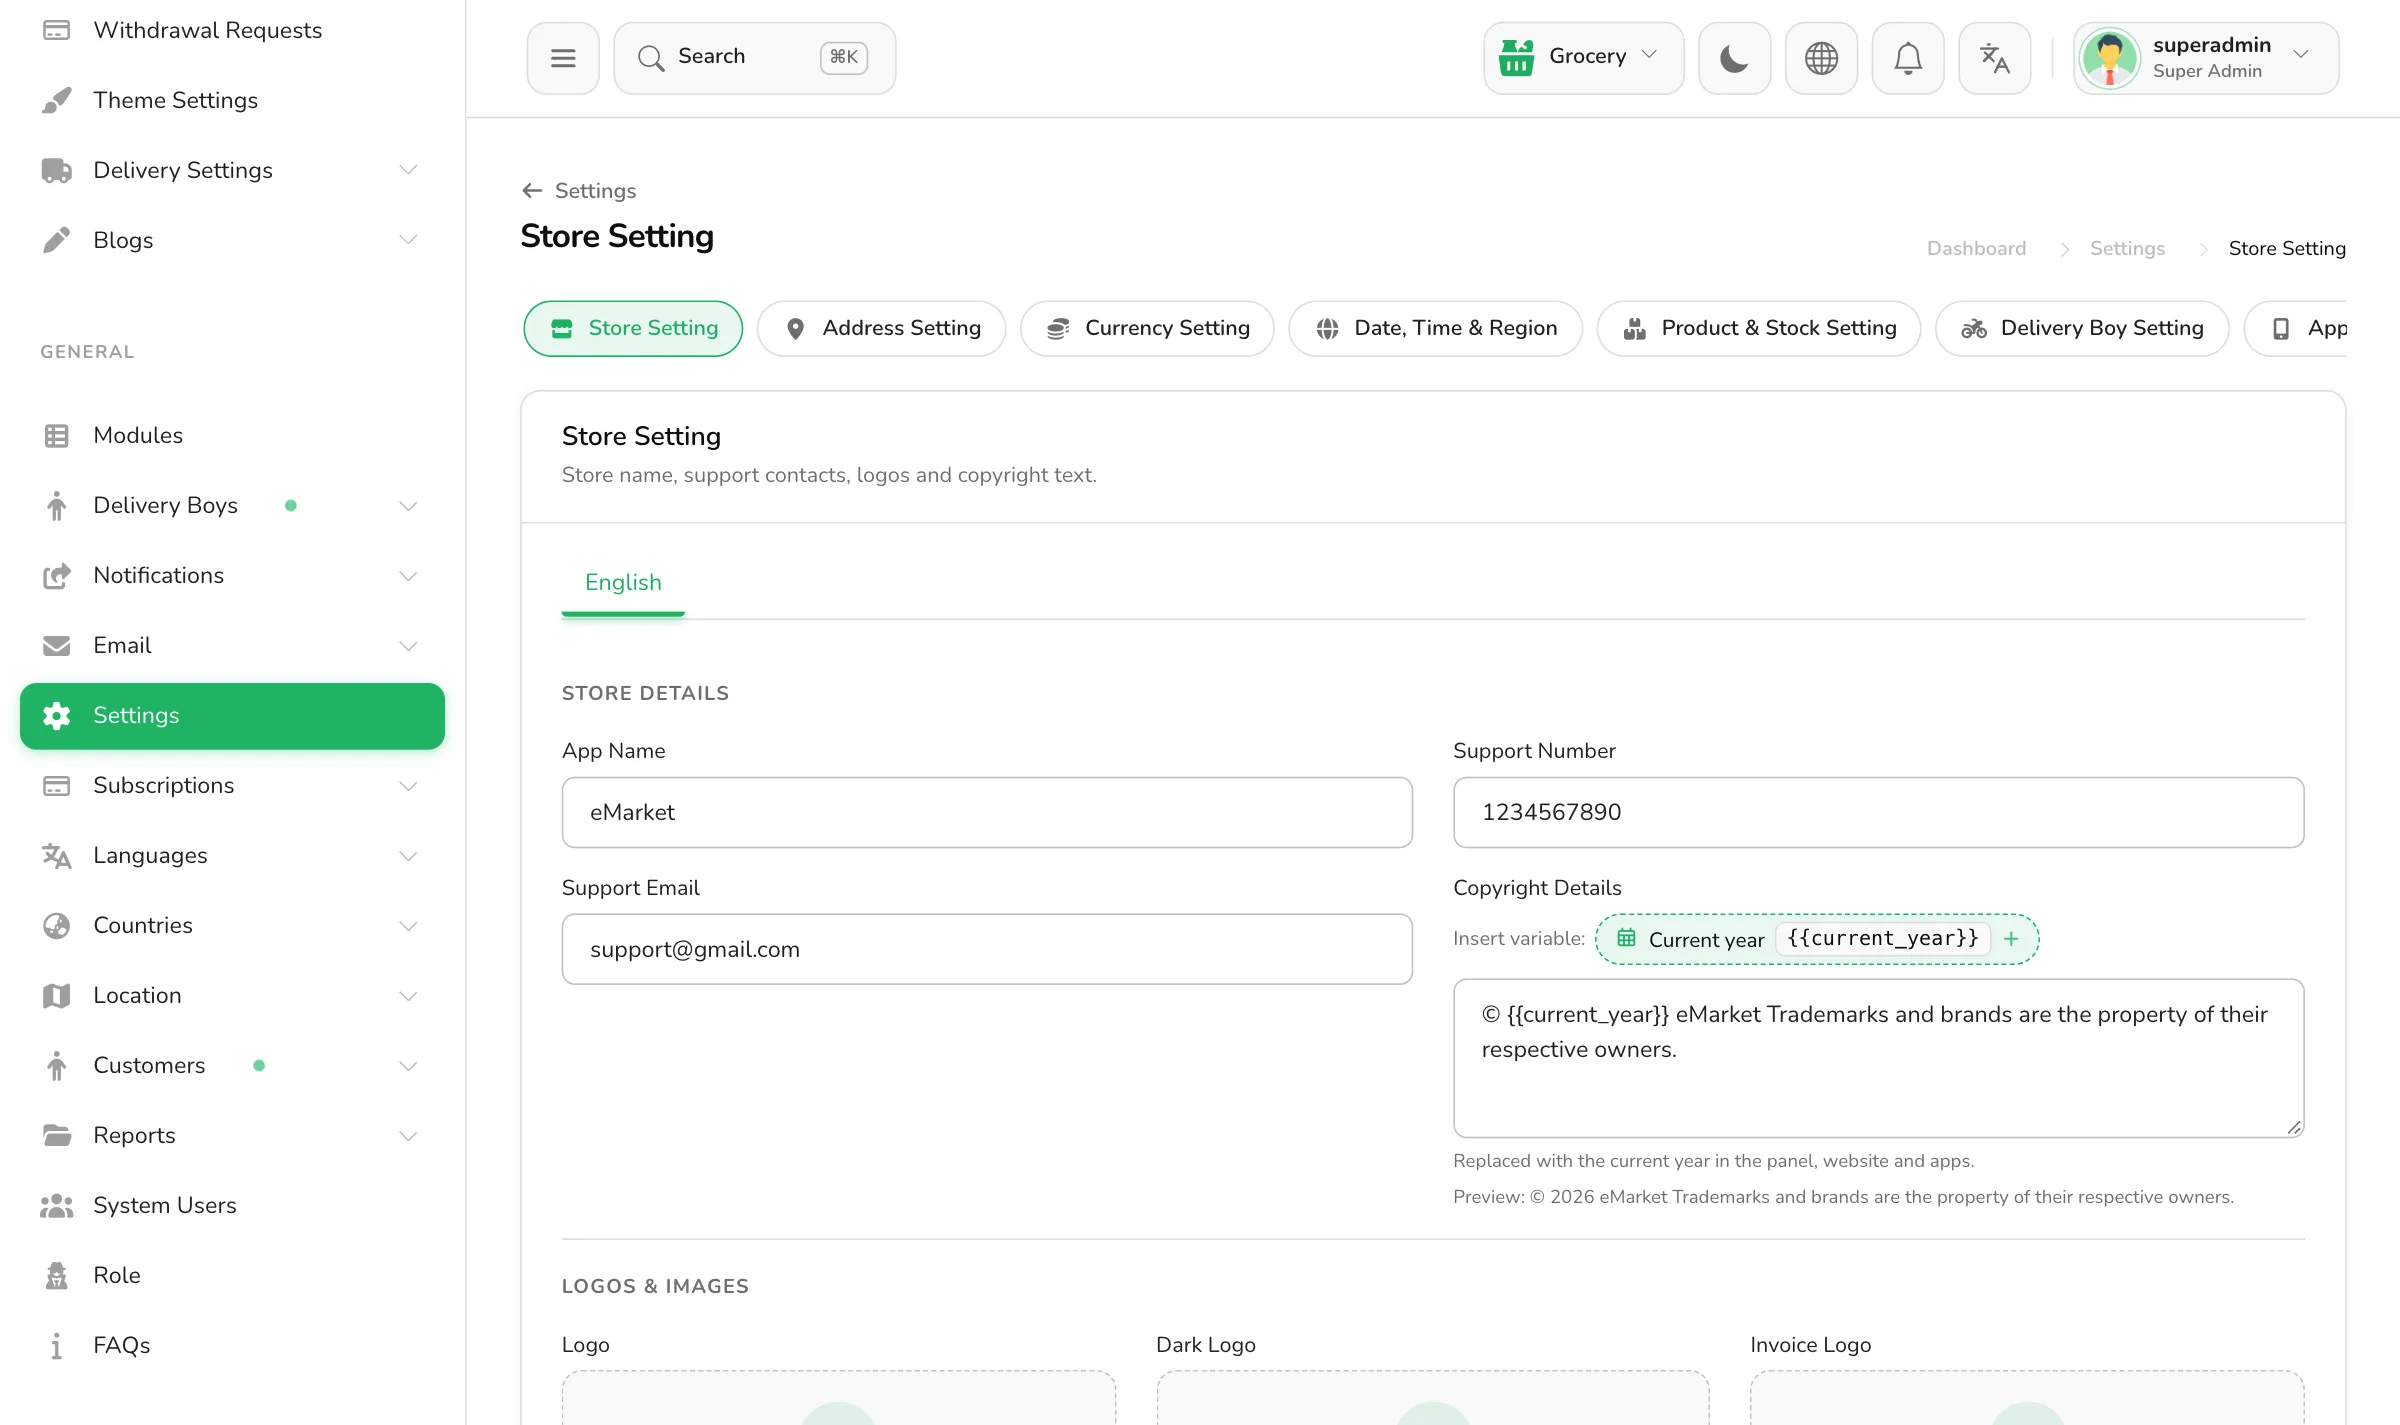 Withdrawal Requests
Theme Settings
Delivery Settings
Blogs
GENERAL
Modules
Delivery Boys
Notifications
Email
Settings
Subscriptions
Languages
Countries
Location
Customers
Reports
System Users
Role
FAQs
Search
⌘K
Grocery
superadmin
Super Admin
Settings
Store Setting
Dashboard
Settings
Store Setting
Store Setting
Address Setting
Currency Setting
Date, Time & Region
Product & Stock Setting
Delivery Boy Setting
App
Store Setting
Store name, support contacts, logos and copyright text.
English
STORE DETAILS
App Name
eMarket
Support Number
1234567890
Support Email
support@gmail.com
Copyright Details
Insert variable: Current year {{current_year}} +
© {{current_year}} eMarket Trademarks and brands are the property of their
respective owners.
Replaced with the current year in the panel, website and apps.
Preview: © 2026 eMarket Trademarks and brands are the property of their respective owners.
LOGOS & IMAGES
Logo
Dark Logo
Invoice Logo